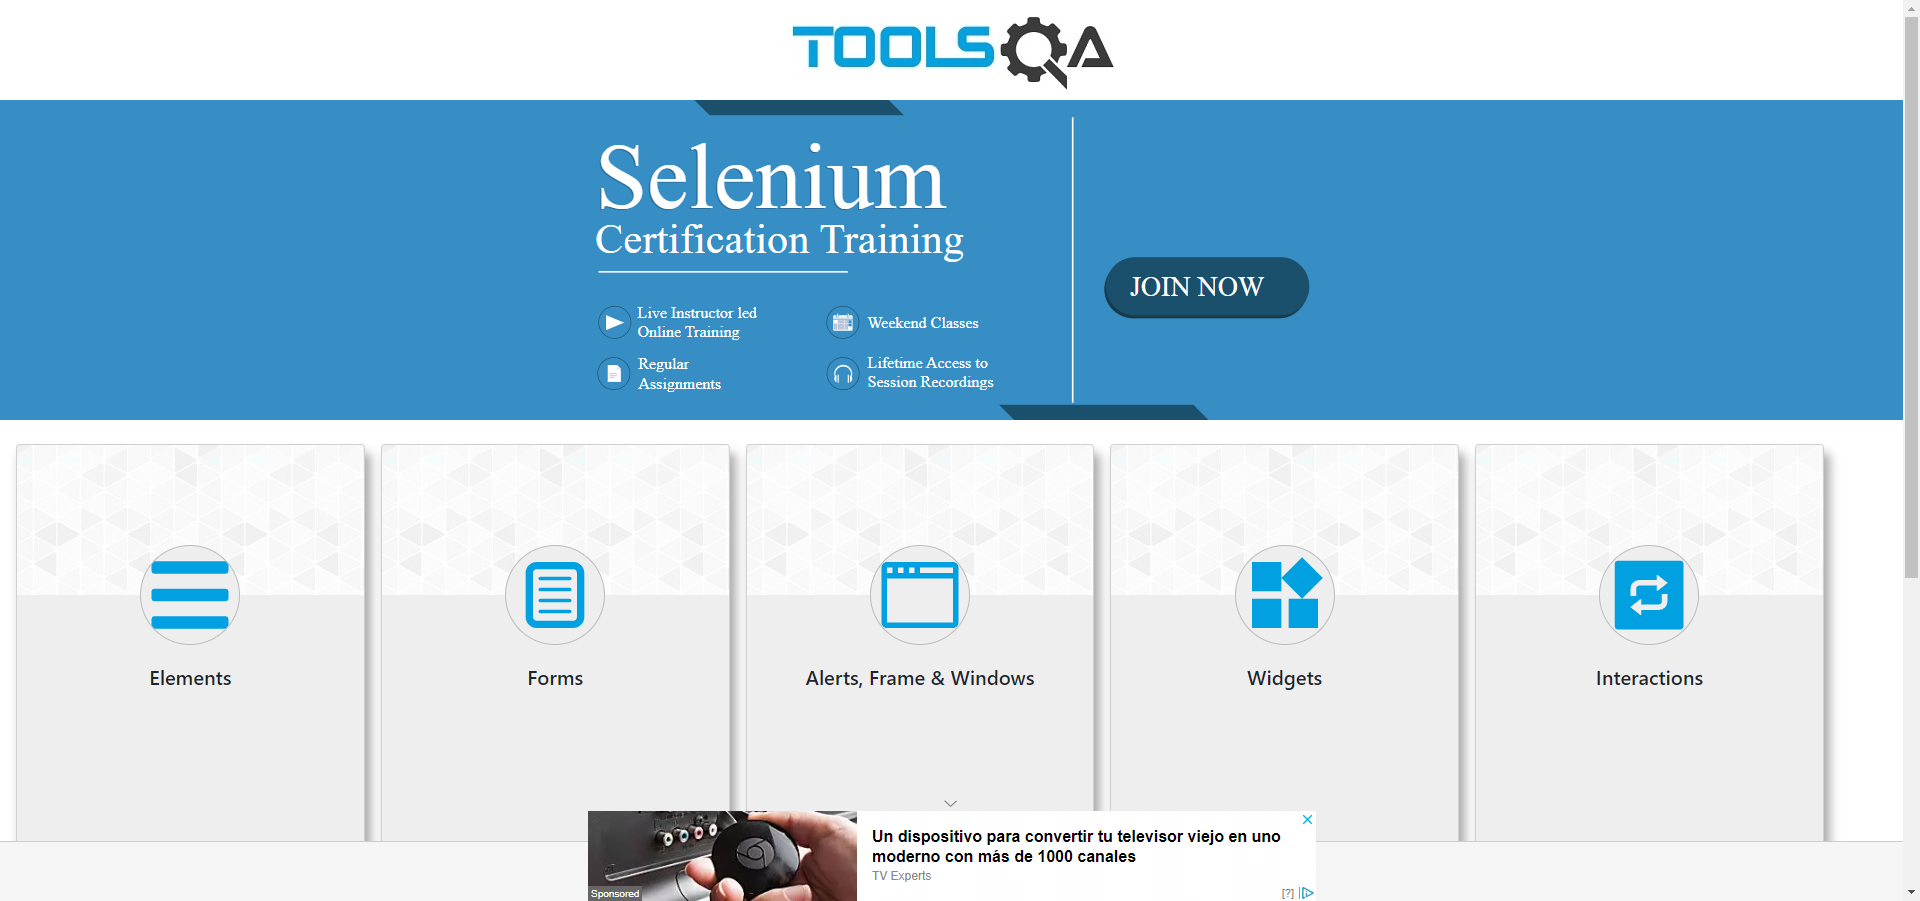 TOOLSQA
Selenium
Certification Training
Live Instructor led
Online Training
Weekend Classes
Regular
Assignments
Lifetime Access to
Session Recordings
JOIN NOW
Elements
Forms
Alerts, Frame & Windows
Widgets
Interactions
Un dispositivo para convertir tu televisor viejo en uno
moderno con más de 1000 canales
TV Experts
Sponsored
[?]